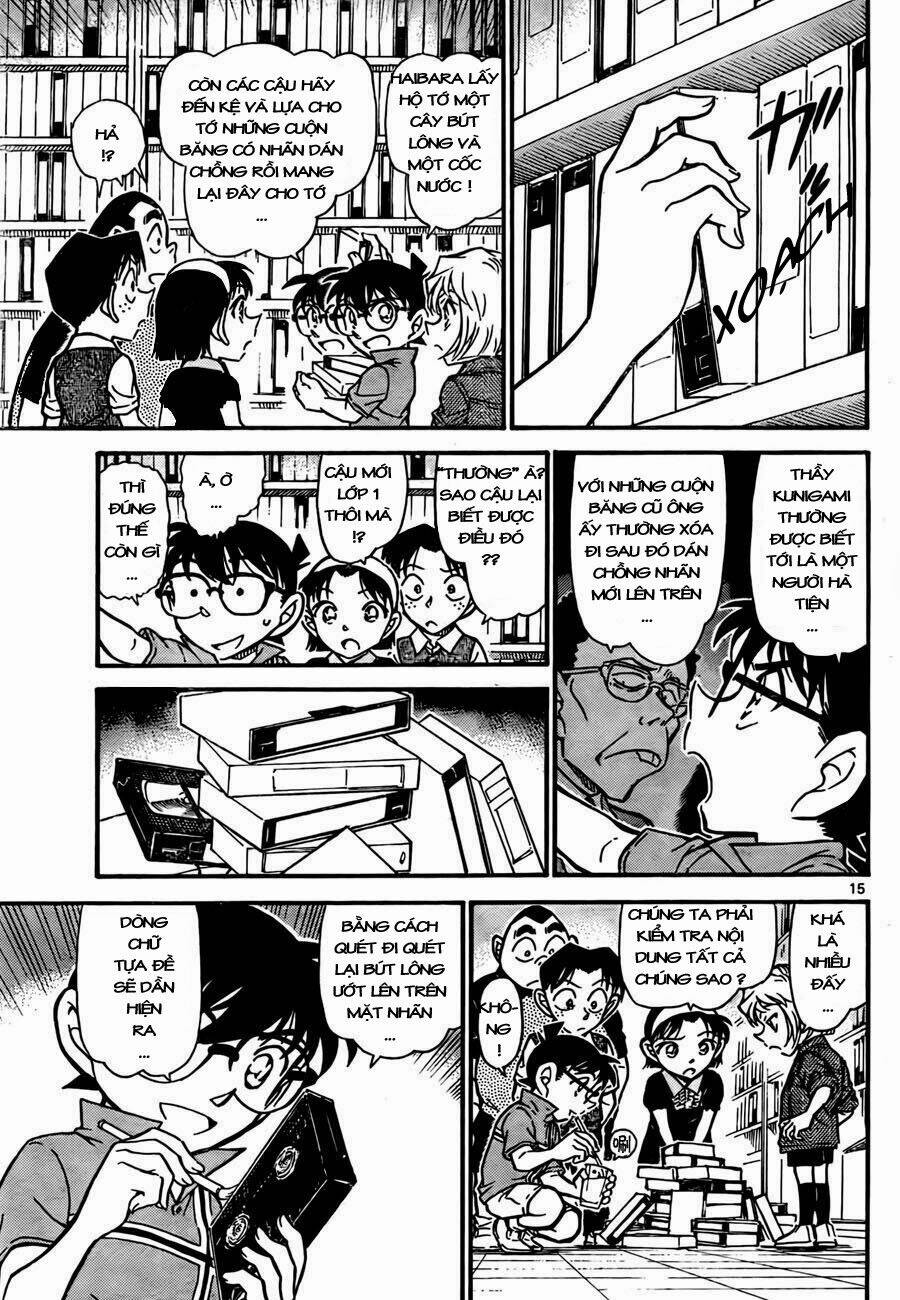 ガッ
XOẠCH
HAIBARA LẤY
HỘ TỚ MỘT
CÂY BÚT
LÔNG VÀ
MỘT CỐC
NƯỚC !
CÒN CÁC CẬU HÃY
ĐẾN KỆ VÀ LỰA CHO
TỚ NHỮNG CUỘN
BĂNG CÓ NHÃN DÁN
CHỒNG RỒI MANG
LẠI ĐÂY CHO TỚ
...
HẢ
!?
THẦY
KUNIGAMI
THƯỜNG
ĐƯỢC BIẾT
TỚI LÀ MỘT
NGƯỜI HÀ
TIỆN
...
VỚI NHỮNG CUỘN
BĂNG CŨ ÔNG
ẤY THƯỜNG XÓA
ĐI SAU ĐÓ DÁN
CHỒNG NHÃN
MỚI LÊN TRÊN
...
“THƯỜNG” À?
SAO CẬU LẠI
BIẾT ĐƯỢC
ĐIỀU ĐÓ
??
CẬU MỚI
LỚP 1
THÔI MÀ
!?
À, Ờ
...
THÌ
ĐÚNG
THẾ
CÒN GÌ
...
15
KHÁ
LÀ
NHIỀU
ĐẤY
CHÚNG TA PHẢI
KIỂM TRA NỘI
DUNG TẤT CẢ
CHÚNG SAO ?
KHÔ-
NG
!
唰
BẰNG CÁCH
QUÉT ĐI QUÉT
LẠI BÚT LÔNG
ƯỚT LÊN TRÊN
MẶT NHÃN
DÒNG
CHỮ
TỰA ĐỀ
SẼ DẦN
HIỆN
RA
...